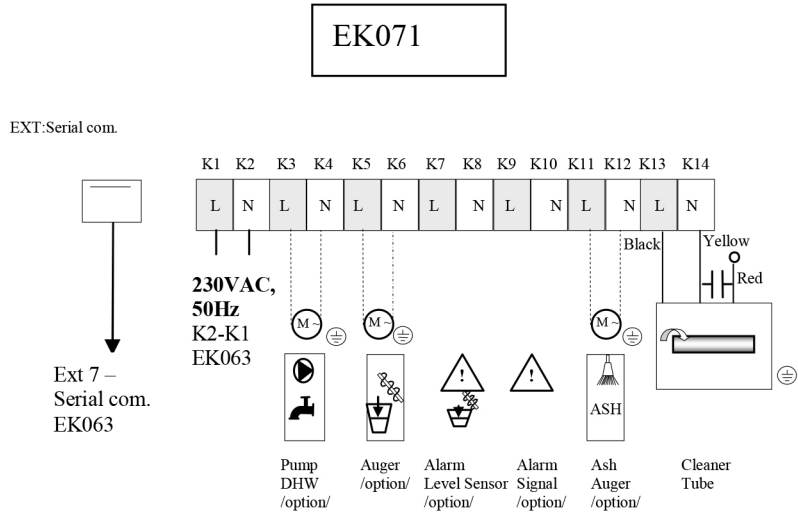 EK071
EXT:Serial com.
K1 K2 K3 K4 K5 K6 K7 K8 K9 K10 K11 K12 K13 K14
L N L N L N L N L N L N L N
Black Yellow
Red
230VAC,
50Hz
K2-K1
EK063
M ~ M ~ M ~
Ext 7 –
Serial com.
EK063
! !
ASH
Pump
DHW
/option/
Auger
/option/
Alarm
Level Sensor
/option/
Alarm
Signal
/option/
Ash
Auger
/option/
Cleaner
Tube